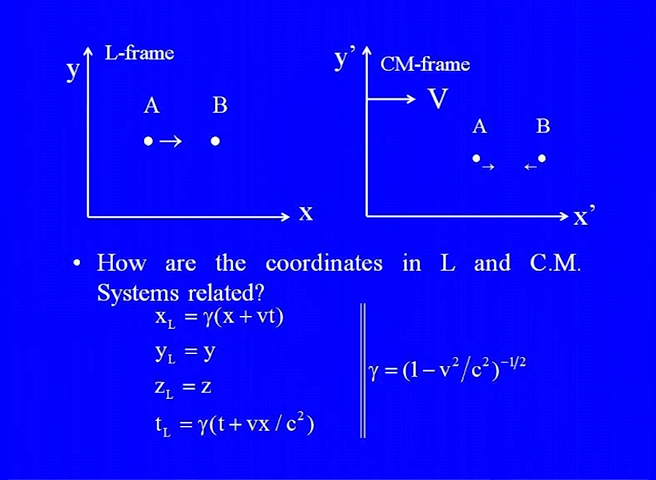 L-frame
y
A B
x
y’
CM-frame
V
A B
x’
• How are the coordinates in L and C.M.
Systems related?
x_L = γ(x + vt)
y_L = y
z_L = z
t_L = γ(t + vx / c²)
γ = (1 – v²/c²)^–1/2